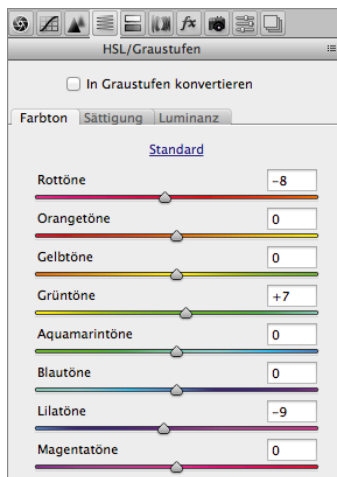 fx
HSL/Graustufen
In Graustufen konvertieren
Farbton Sättigung Luminanz
Standard
Rottöne -8
Orangetöne 0
Gelbtöne 0
Grüntöne +7
Aquamarintöne 0
Blautöne 0
Lilatöne -9
Magentatöne 0